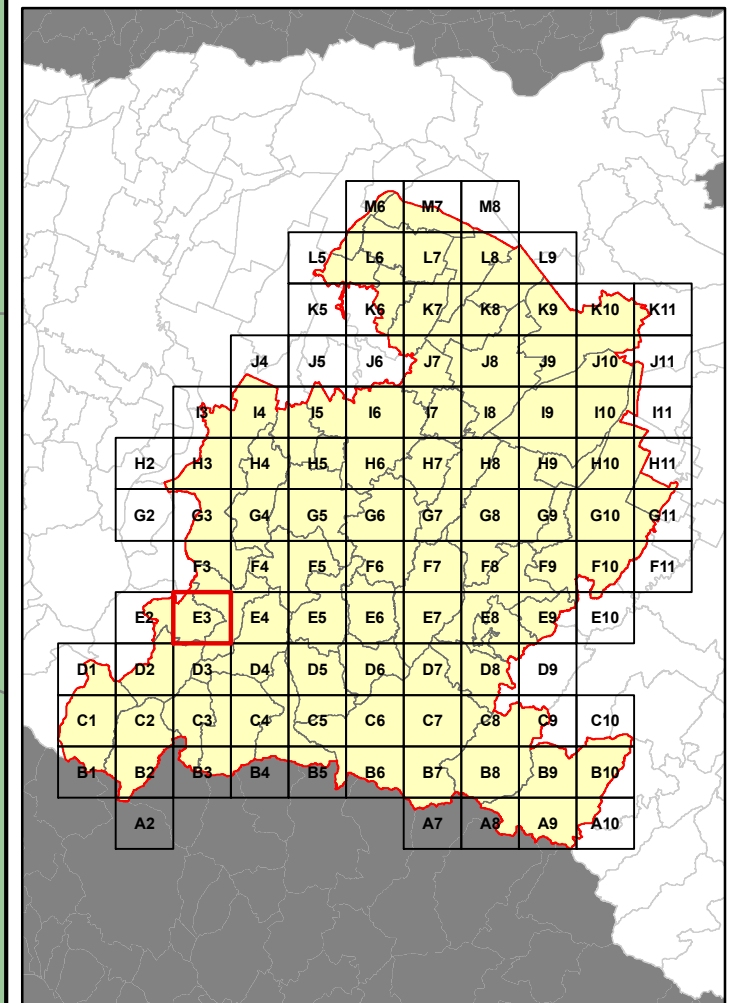 M6 M7 M8
L5 L6 L7 L8 L9
K5 K6 K7 K8 K9 K10 K11
J4 J5 J6 J7 J8 J9 J10 J11
I3 I4 I5 I6 I7 I8 I9 I10 I11
H2 H3 H4 H5 H6 H7 H8 H9 H10 H11
G2 G3 G4 G5 G6 G7 G8 G9 G10 G11
F3 F4 F5 F6 F7 F8 F9 F10 F11
E2 E3 E4 E5 E6 E7 E8 E9 E10
D1 D2 D3 D4 D5 D6 D7 D8 D9
C1 C2 C3 C4 C5 C6 C7 C8 C9 C10
B1 B2 B3 B4 B5 B6 B7 B8 B9 B10
A2 A7 A8 A9 A10